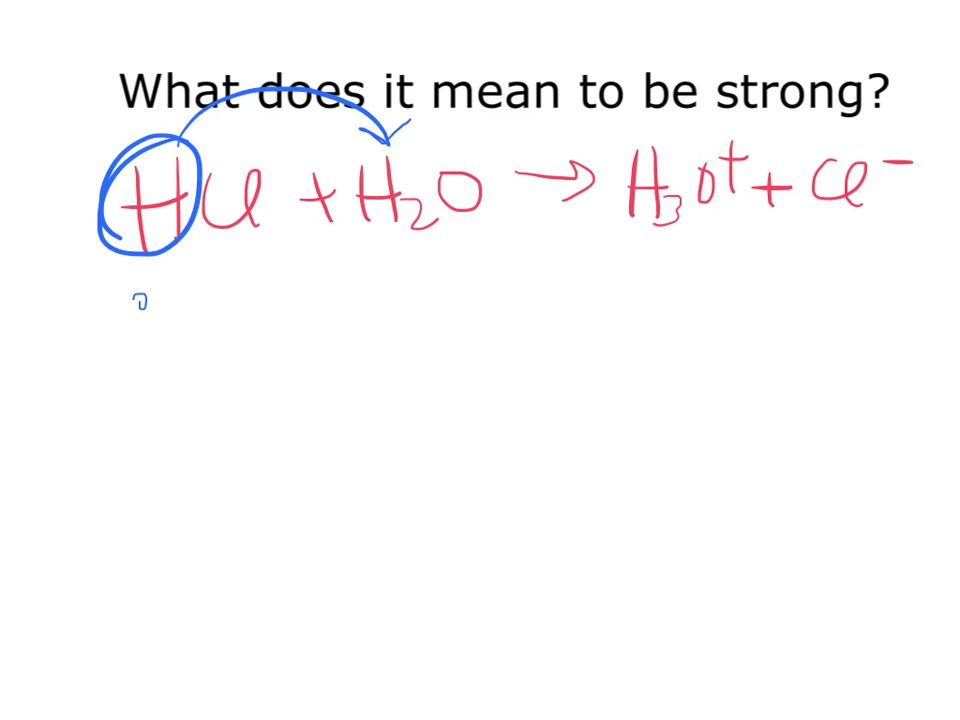 What does it mean to be strong?
HCl + H₂O → H₃O⁺ + Cl⁻